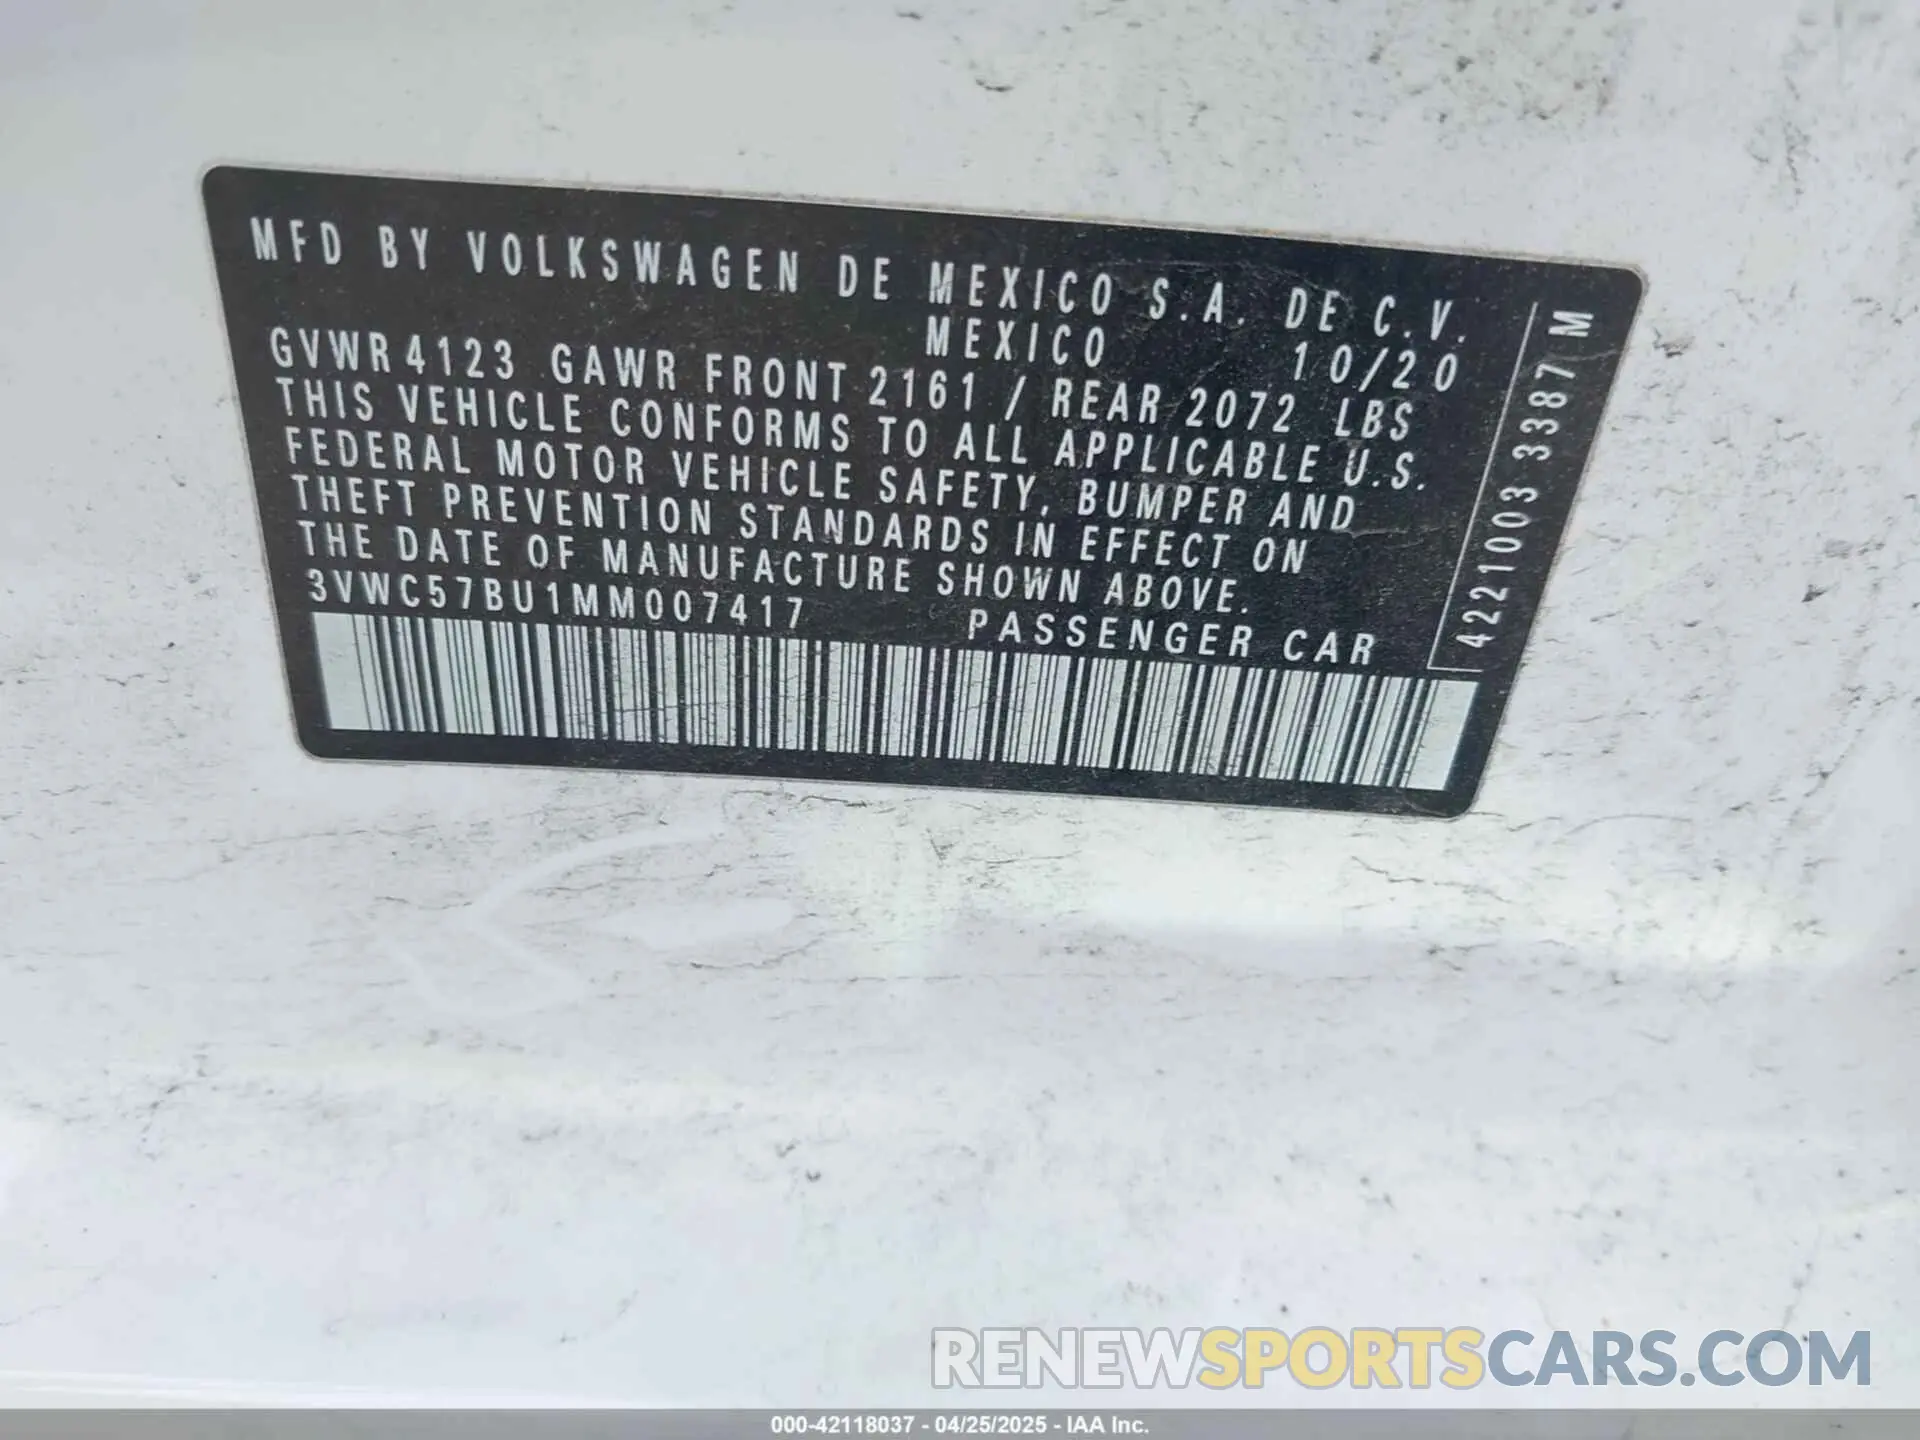 MFD BY VOLKSWAGEN DE MEXICO S.A. DE C.V.
MEXICO 10/20
GVWR 4123 GAWR FRONT 2161 / REAR 2072 LBS
THIS VEHICLE CONFORMS TO ALL APPLICABLE U.S.
FEDERAL MOTOR VEHICLE SAFETY, BUMPER AND
THEFT PREVENTION STANDARDS IN EFFECT ON
THE DATE OF MANUFACTURE SHOWN ABOVE.
3VWC57BU1MM007417 PASSENGER CAR
4221003 3387 M
RENEWSPORTSCARS.COM
000-42118037 - 04/25/2025 - IAA Inc.